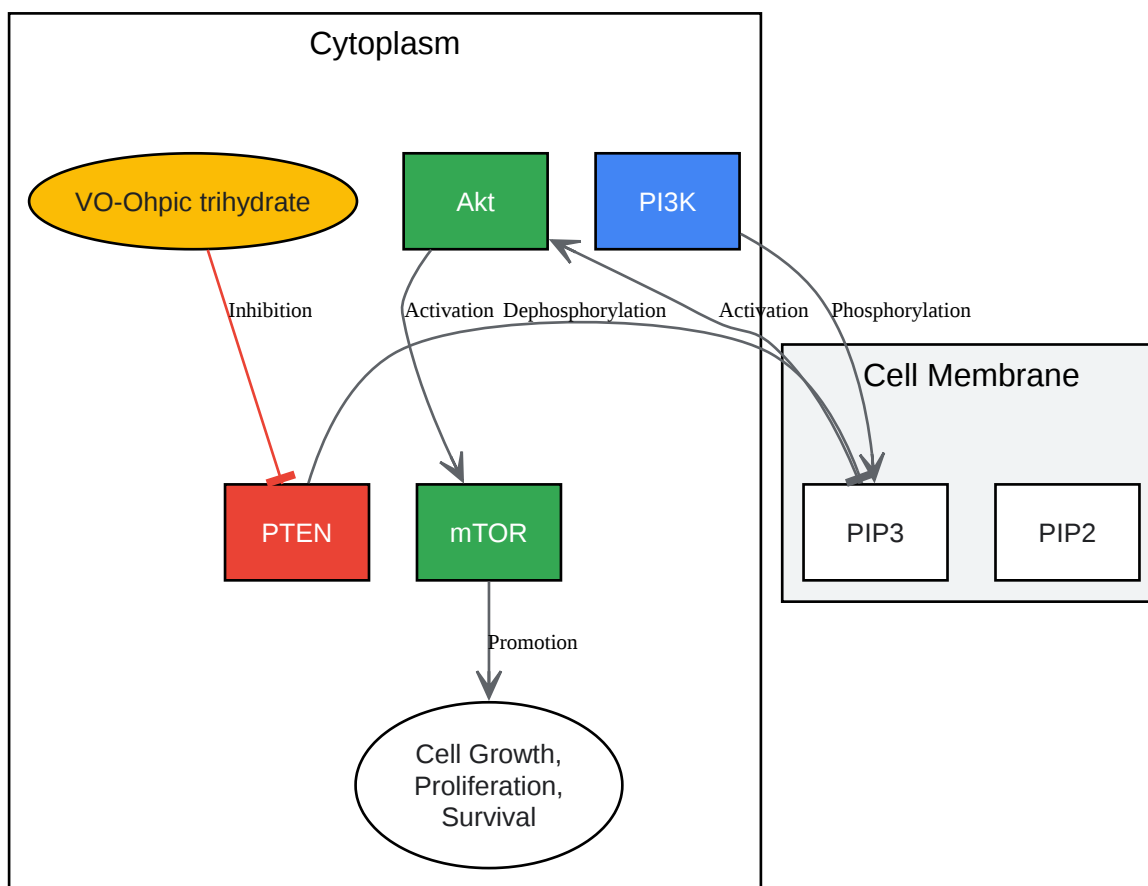 Cytoplasm
VO-Ohpic trihydrate
Akt
PI3K
Inhibition
Activation
Dephosphorylation
Activation
Phosphorylation
Cell Membrane
PTEN
mTOR
PIP3
PIP2
Promotion
Cell Growth,
Proliferation,
Survival